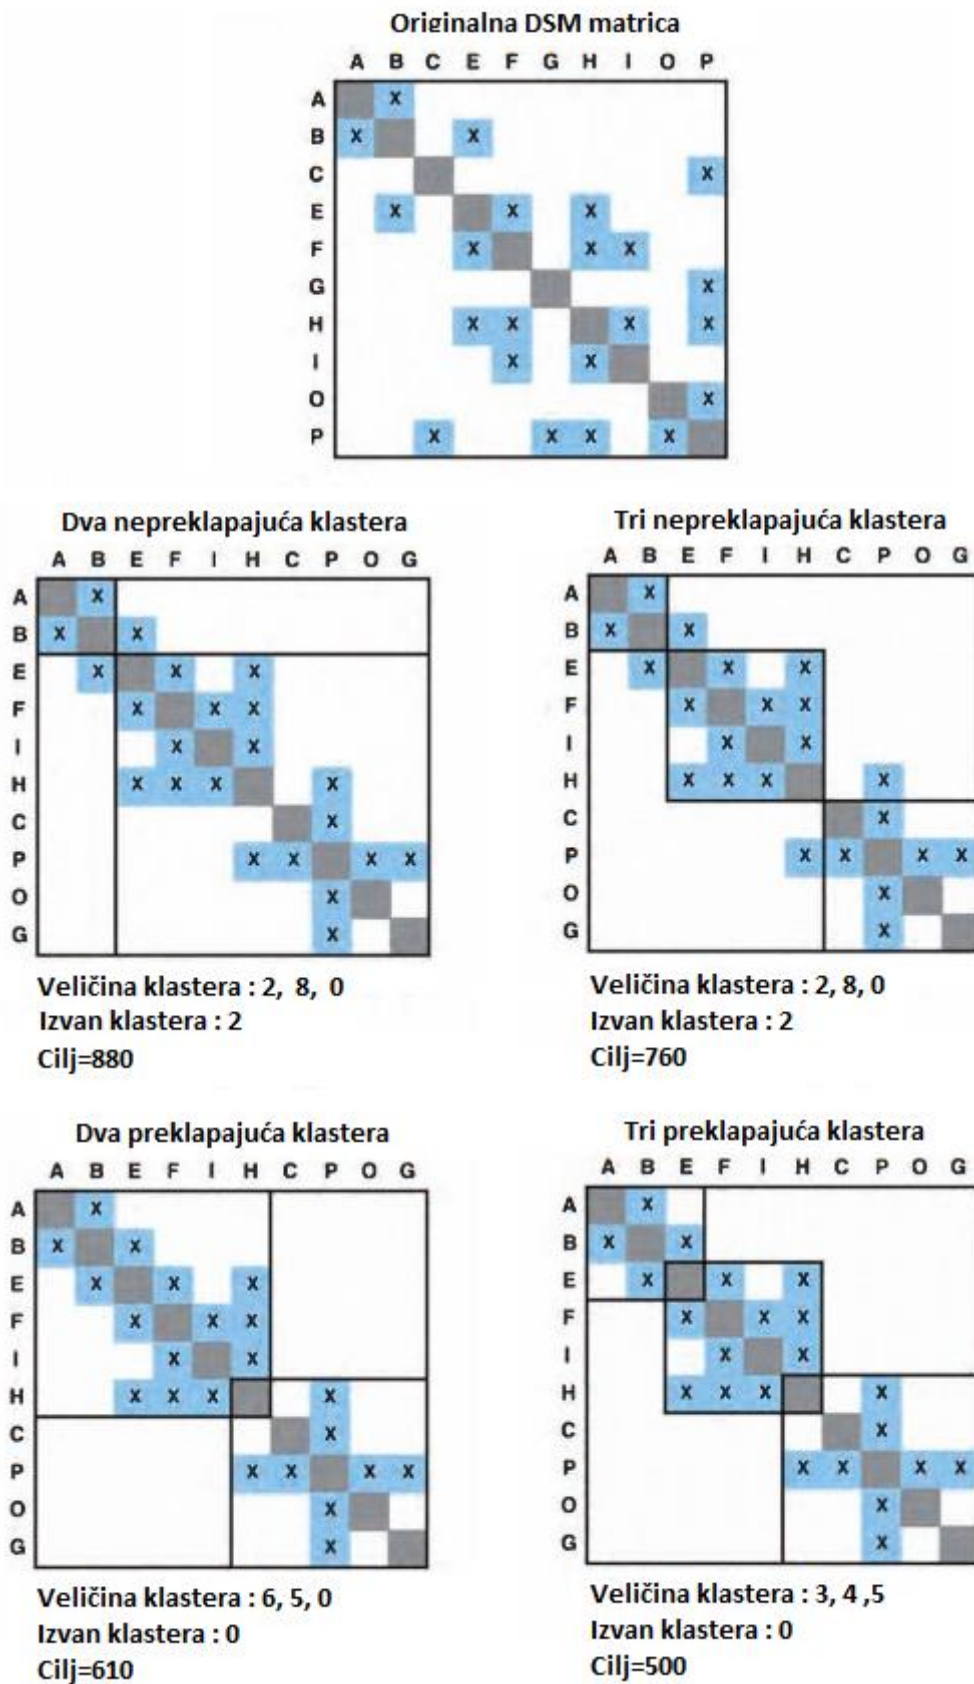 Originalna DSM matrica
A B C E F G H I O P
A X
B X X
C X
E X X X
F X X X
G X
H X X X X
I X X
O X
P X X X X
Dva nepreklapajuća klastera
A B E F I H C P O G
A X
B X X
E X X X
F X X X
I X X
H X X X X
C X
P X X X X
O X
G X
Veličina klastera : 2, 8, 0
Izvan klastera : 2
Cilj=880
Tri nepreklapajuća klastera
A B E F I H C P O G
A X
B X X
E X X X
F X X X
I X X
H X X X X
C X
P X X X X
O X
G X
Veličina klastera : 2, 8, 0
Izvan klastera : 2
Cilj=760
Dva preklapajuća klastera
A B E F I H C P O G
A X
B X X
E X X X
F X X X
I X X
H X X X X
C X
P X X X X
O X
G X
Veličina klastera : 6, 5, 0
Izvan klastera : 0
Cilj=610
Tri preklapajuća klastera
A B E F I H C P O G
A X
B X X
E X X X
F X X X
I X X
H X X X X
C X
P X X X X
O X
G X
Veličina klastera : 3, 4 ,5
Izvan klastera : 0
Cilj=500